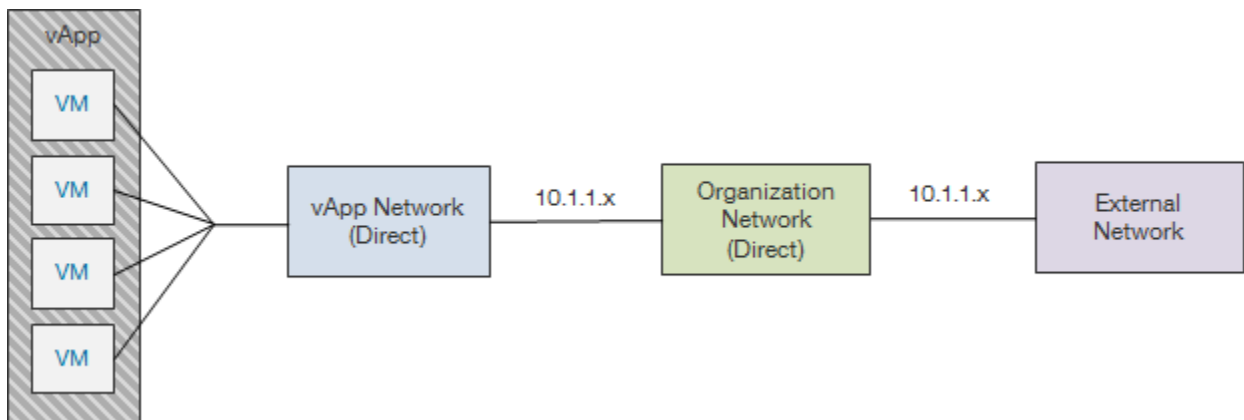 vApp
VM
VM
VM
VM
vApp Network
(Direct)
10.1.1.x
Organization
Network
(Direct)
10.1.1.x
External
Network